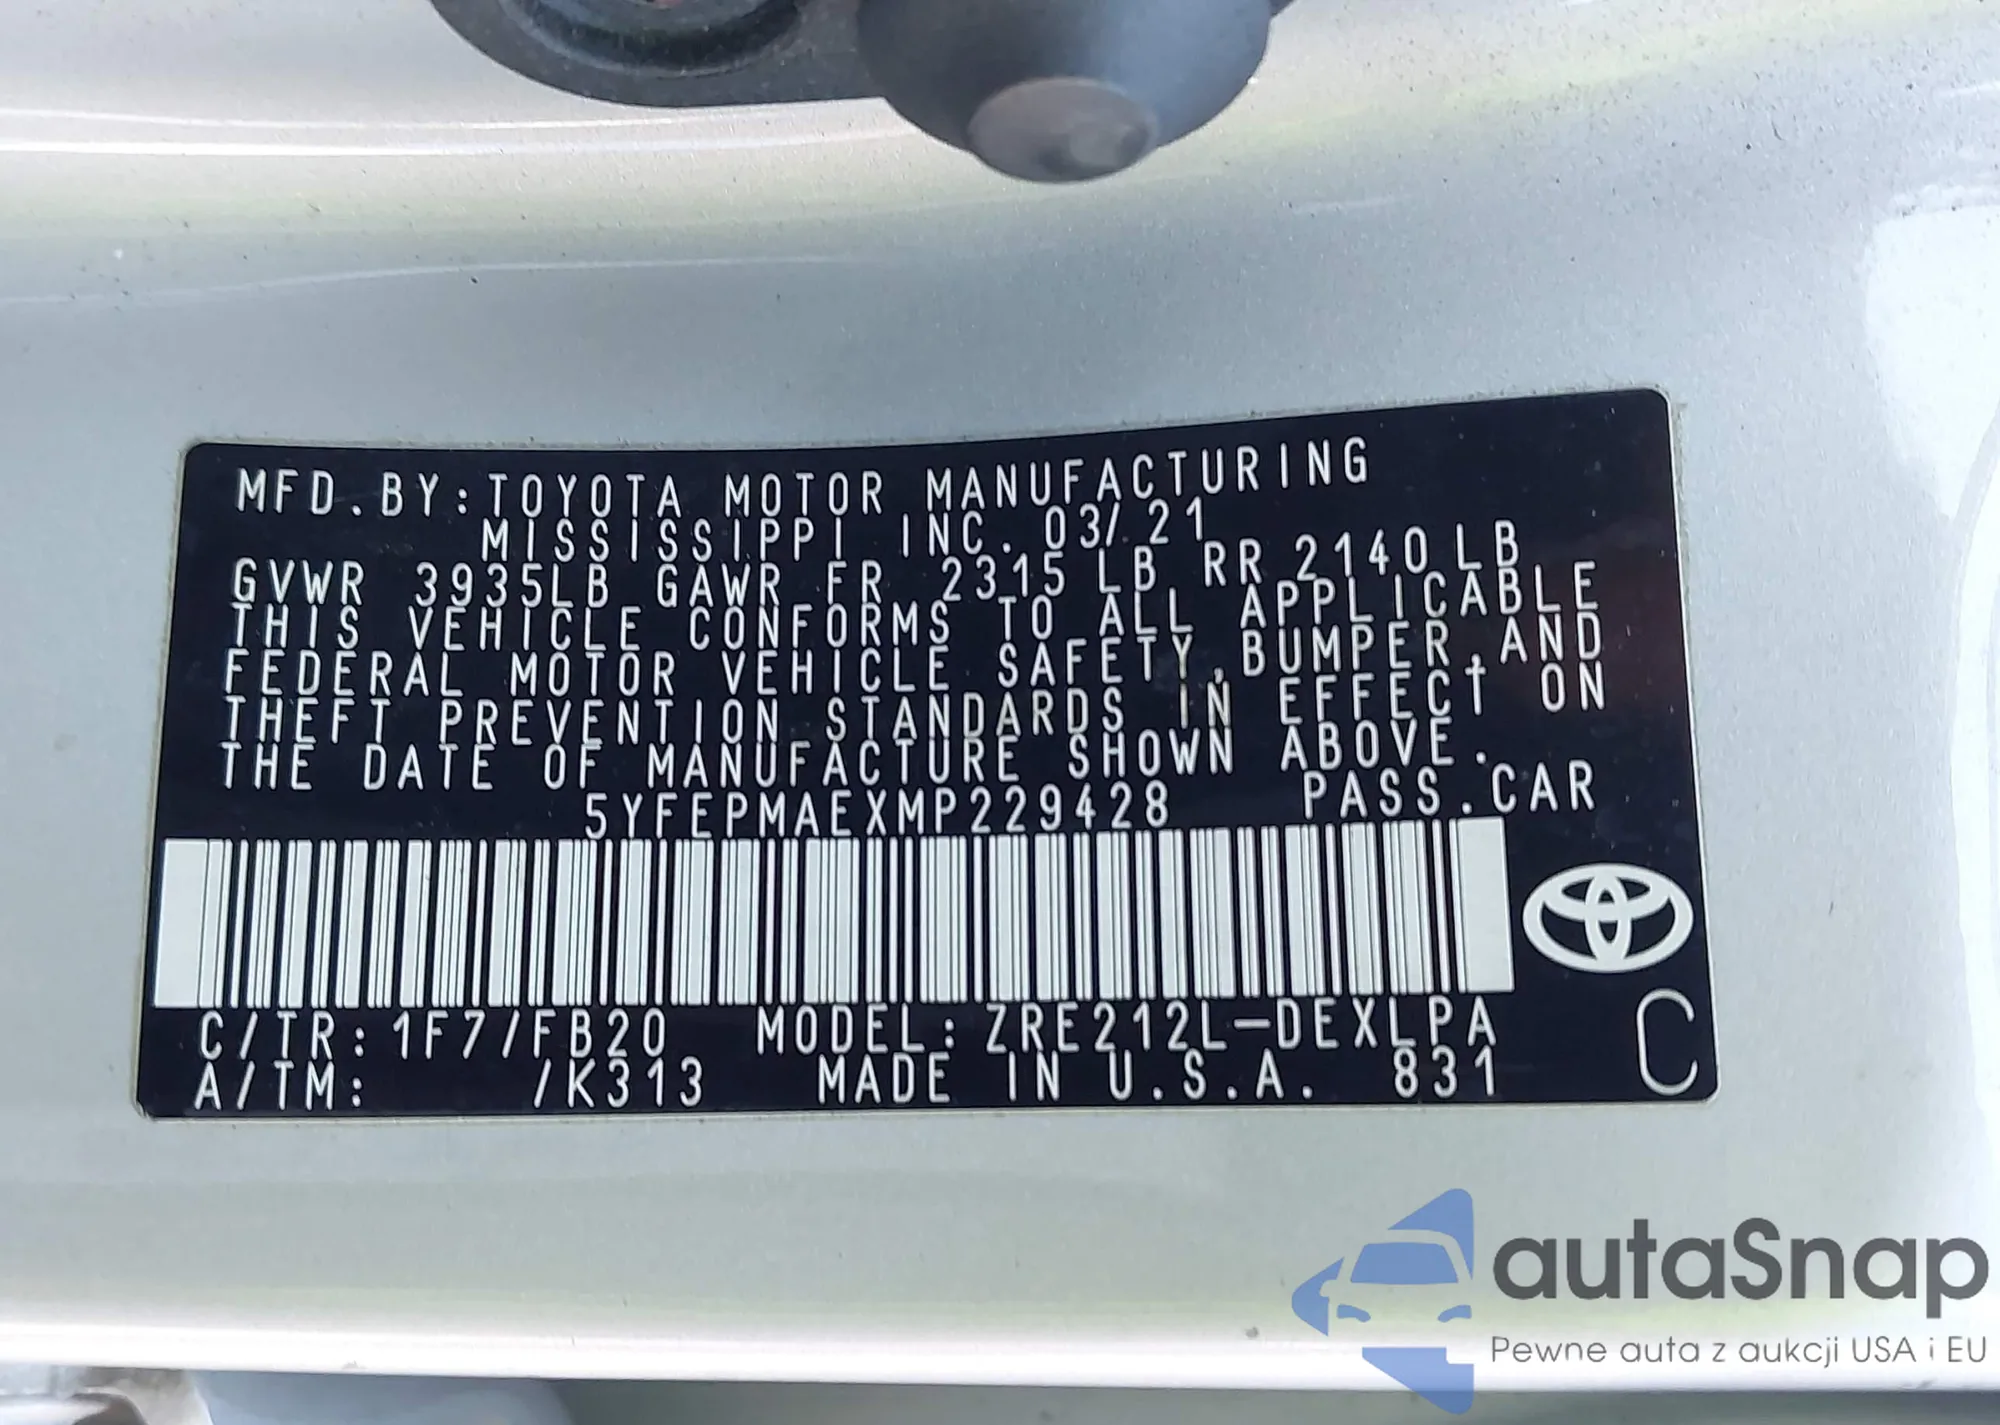 MFD.BY:TOYOTA MOTOR MANUFACTURING
MISSISSIPPI INC. 03/21
GVWR 3935LB GAWR FR 2315 LB RR 2140 LB
THIS VEHICLE CONFORMS TO ALL APPLICABLE
FEDERAL MOTOR VEHICLE SAFETY,BUMPER,AND
THEFT PREVENTION STANDARDS IN EFFECT ON
THE DATE OF MANUFACTURE SHOWN ABOVE.
5YFEPMAEXMP229428 PASS.CAR
C/TR:1F7/FB20 MODEL:ZRE212L-DEXLPA
A/TM: /K313 MADE IN U.S.A. 831
C
autaSnap
Pewne auta z aukcji USA i EU